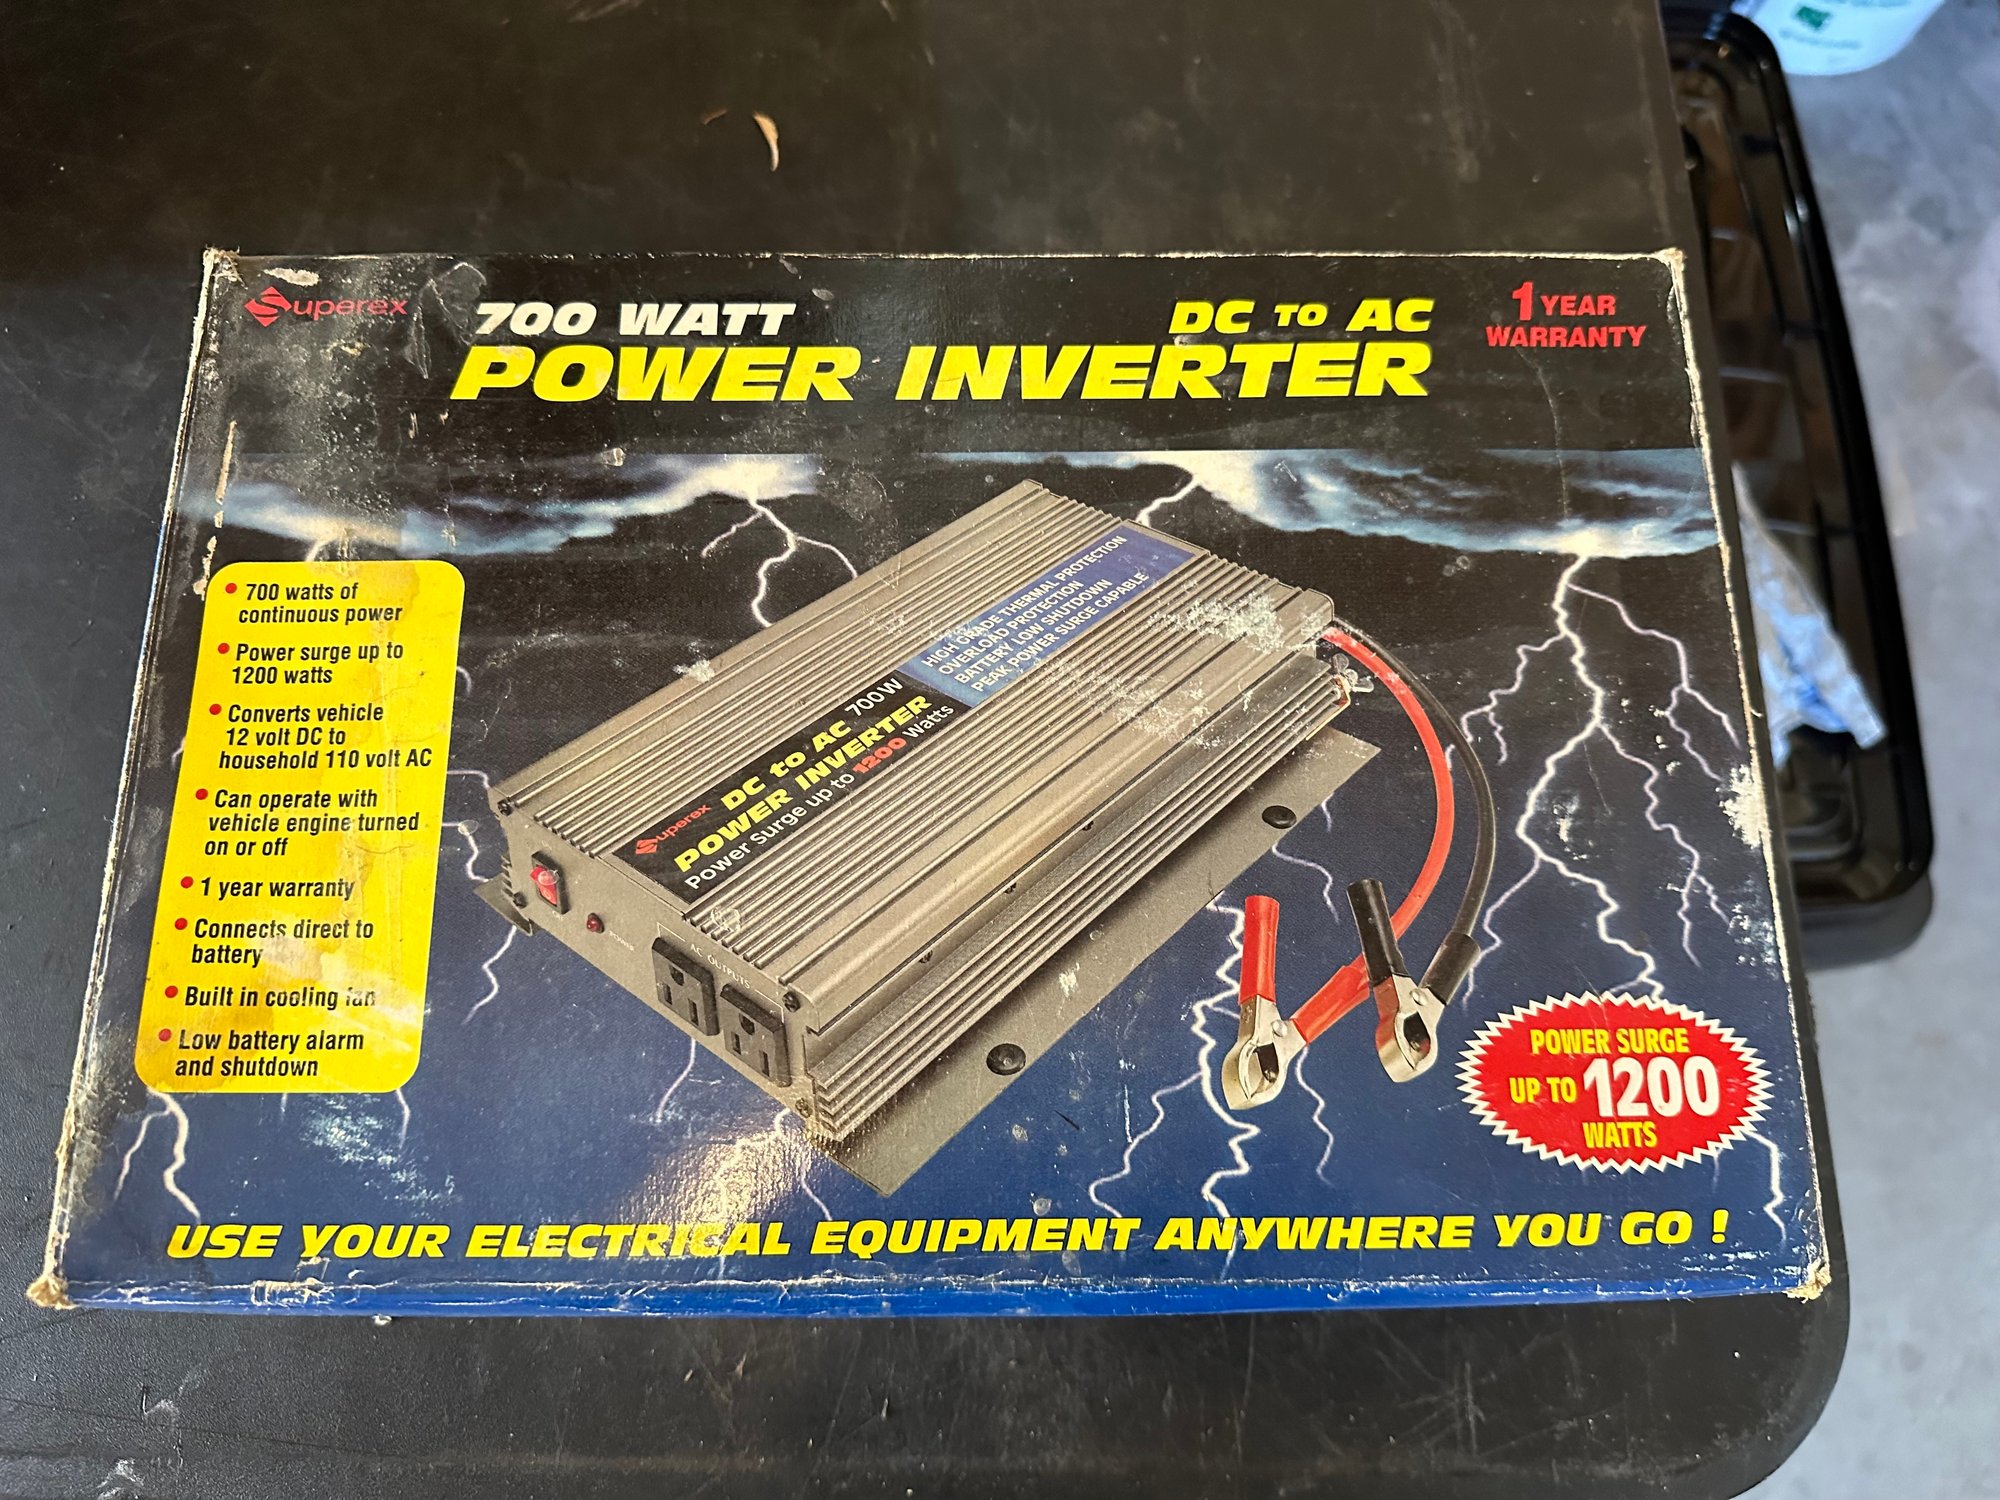 Superex
700 WATT
DC TO AC
POWER INVERTER
1 YEAR
WARRANTY
• 700 watts of
continuous power
• Power surge up to
1200 watts
• Converts vehicle
12 volt DC to
household 110 volt AC
• Can operate with
vehicle engine turned
on or off
• 1 year warranty
• Connects direct to
battery
• Built in cooling fan
• Low battery alarm
and shutdown
HIGH GRADE THERMAL PROTECTION
OVERLOAD PROTECTION
BATTERY LOW SHUTDOWN
PEAK POWER SURGE CAPABLE
Superex DC to AC 700W
POWER INVERTER
Power Surge up to 1200 Watts
POWER
AC OUTPUTS
POWER SURGE
UP TO 1200
WATTS
USE YOUR ELECTRICAL EQUIPMENT ANYWHERE YOU GO !